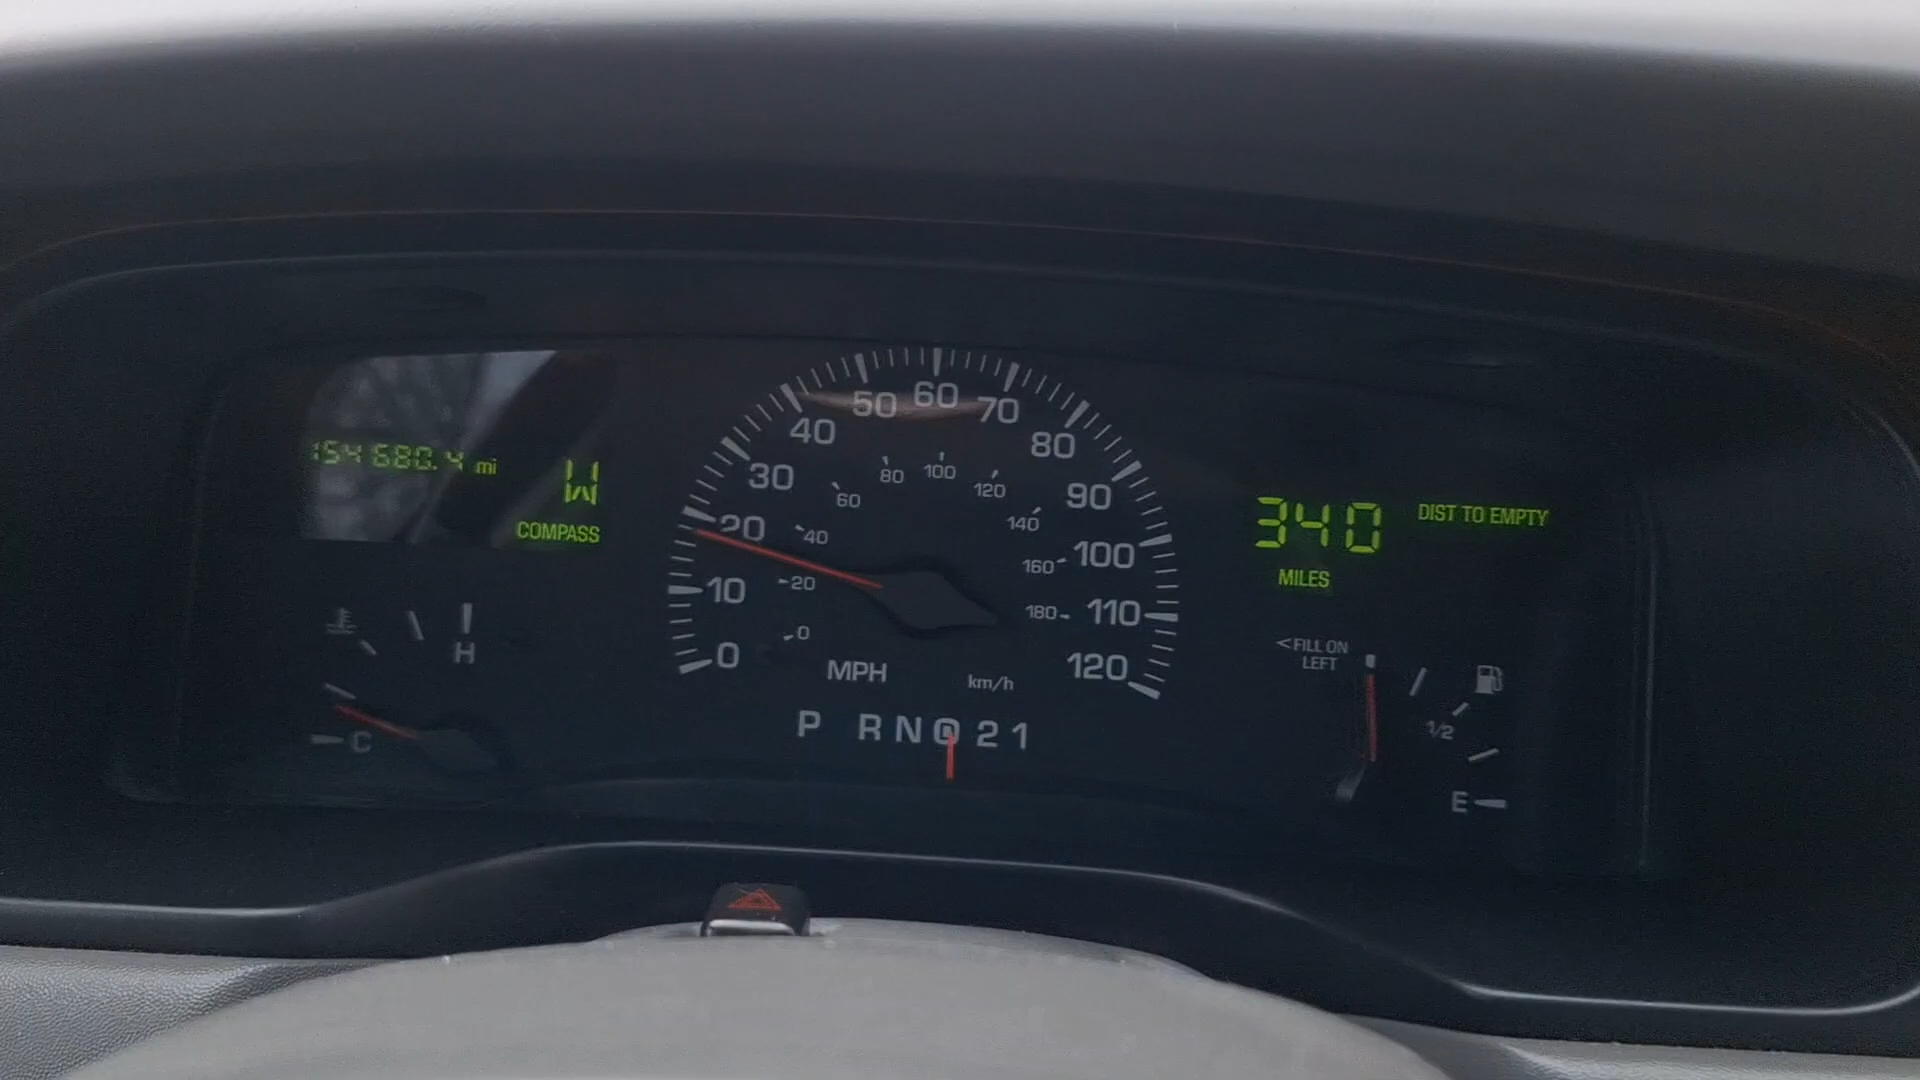 154680.4 mi
W
COMPASS
0 10 20 30 40 50 60 70 80 90 100 110 120
0 20 40 60 80 100 120 140 160 180
MPH
km/h
P RN D 2 1
340
DIST TO EMPTY
MILES
H
C
<FILL ON
LEFT
1/2
E